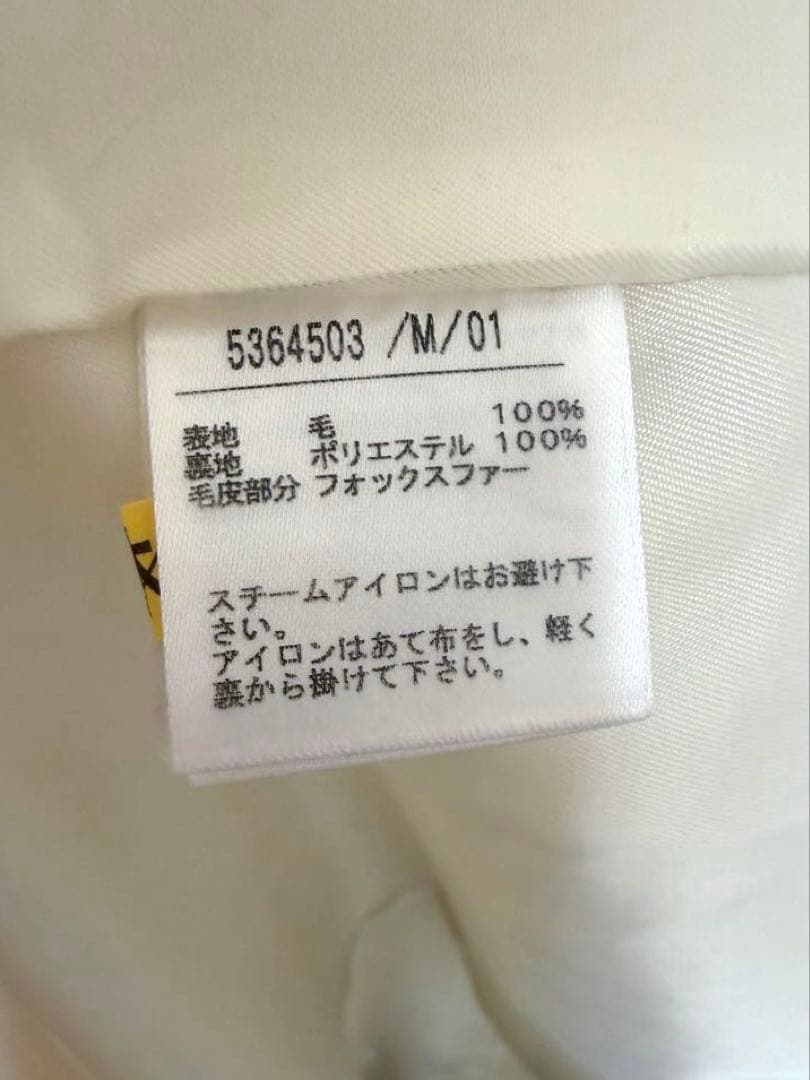 5364503 /M/01
表地 毛 100%
裏地 ポリエステル 100%
毛皮部分 フォックスファー
スチームアイロンはお避け下
さい。
アイロンはあて布をし、軽く
裏から掛けて下さい。